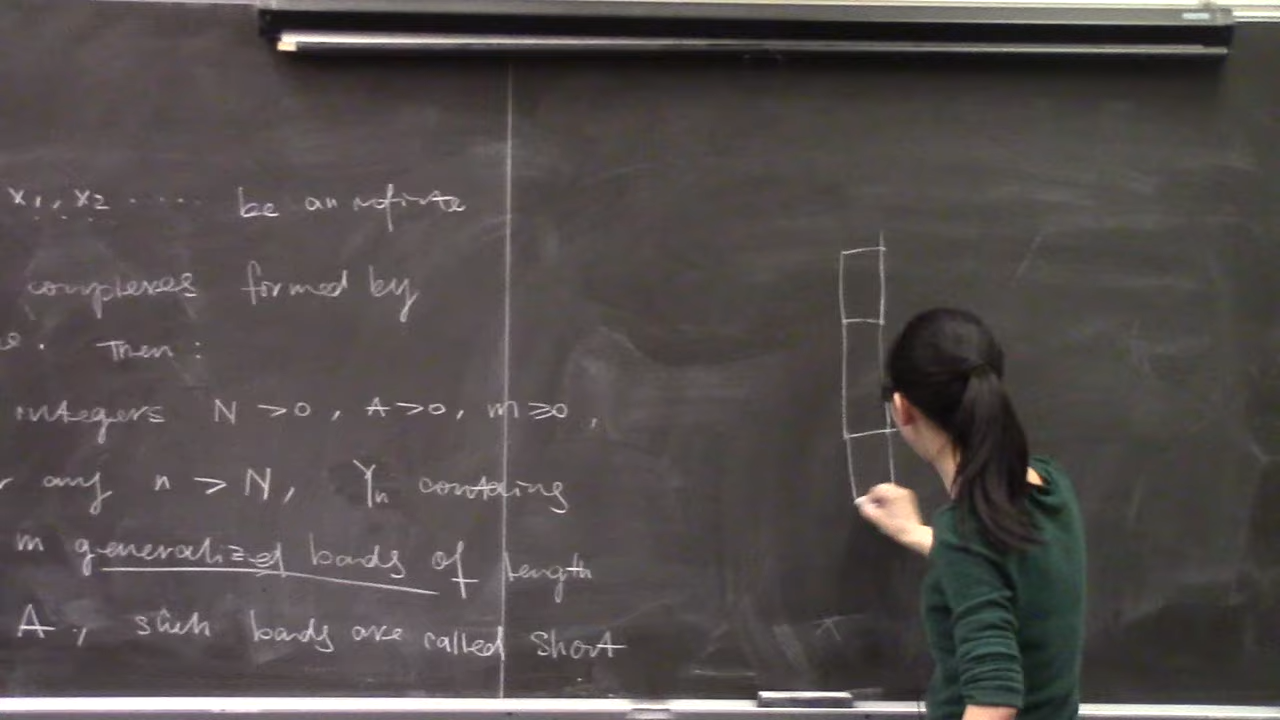 x1, x2 ..... be an infinite
complexes formed by
Then:
integers N > 0, A > 0, m ≥ 0,
any n > N, Yn contains
m generalized bands of length
A, such bands are called short